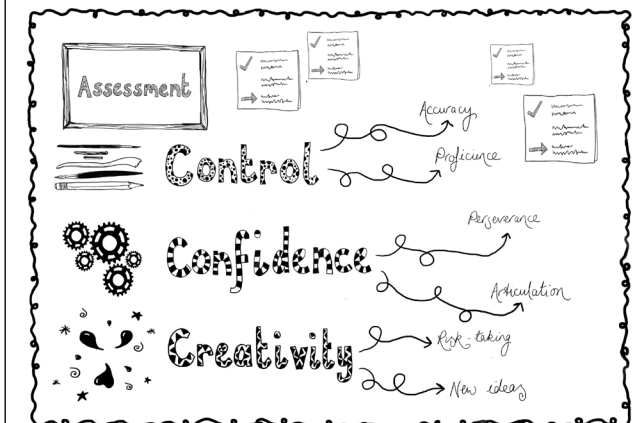 Assessment
Accuracy
Control
Proficience
Perseverance
Confidence
Articulation
Creativity
Risk-taking
New ideas